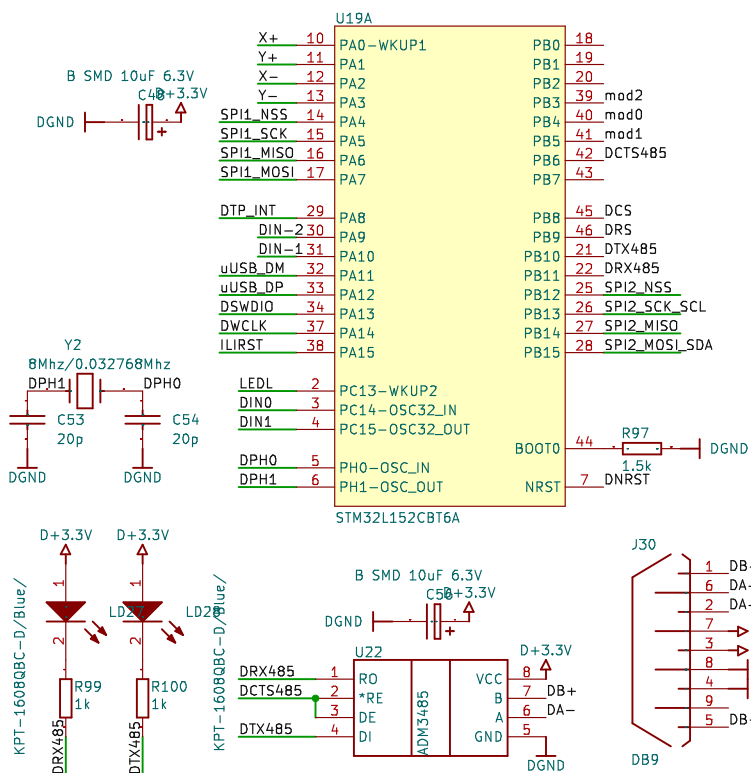 U19A
X+ 10 PA0-WKUP1 PB0 18
Y+ 11 PA1 PB1 19
X- 12 PA2 PB2 20
Y- 13 PA3 PB3 39 mod2
SPI1_NSS 14 PA4 PB4 40 mod0
SPI1_SCK 15 PA5 PB5 41 mod1
SPI1_MISO 16 PA6 PB6 42 DCTS485
SPI1_MOSI 17 PA7 PB7 43
DTP_INT 29 PA8 PB8 45 DCS
DIN-2 30 PA9 PB9 46 DRS
DIN-1 31 PA10 PB10 21 DTX485
uUSB_DM 32 PA11 PB11 22 DRX485
uUSB_DP 33 PA12 PB12 25 SPI2_NSS
DSWDIO 34 PA13 PB13 26 SPI2_SCK_SCL
DWCLK 37 PA14 PB14 27 SPI2_MISO
ILIRST 38 PA15 PB15 28 SPI2_MOSI_SDA
LEDL 2 PC13-WKUP2
DIN0 3 PC14-OSC32_IN
DIN1 4 PC15-OSC32_OUT
BOOT0 44 R97 1.5k DGND
DPH0 5 PH0-OSC_IN
DPH1 6 PH1-OSC_OUT NRST 7 DNRST
STM32L152CBT6A
B SMD 10uF 6.3V
C48 D+3.3V
DGND
+
Y2
8Mhz/0.032768Mhz
DPH1 DPH0
C53 C54
20p 20p
DGND DGND
D+3.3V D+3.3V
1 1
LD27 LD28
KPT-1608QBC-D/Blue/ KPT-1608QBC-D/Blue/
2 2
R99 R100
1k 1k
DRX485 DTX485
B SMD 10uF 6.3V
D+3.3V
DGND
+
U22
D+3.3V
DRX485 1 RO VCC 8
DCTS485 2 *RE B 7 DB+
3 DE A 6 DA-
DTX485 4 DI GND 5
ADM3485
DGND
J30
1
6 DA-
2 DA-
7
3
8
4
9
5
DB9